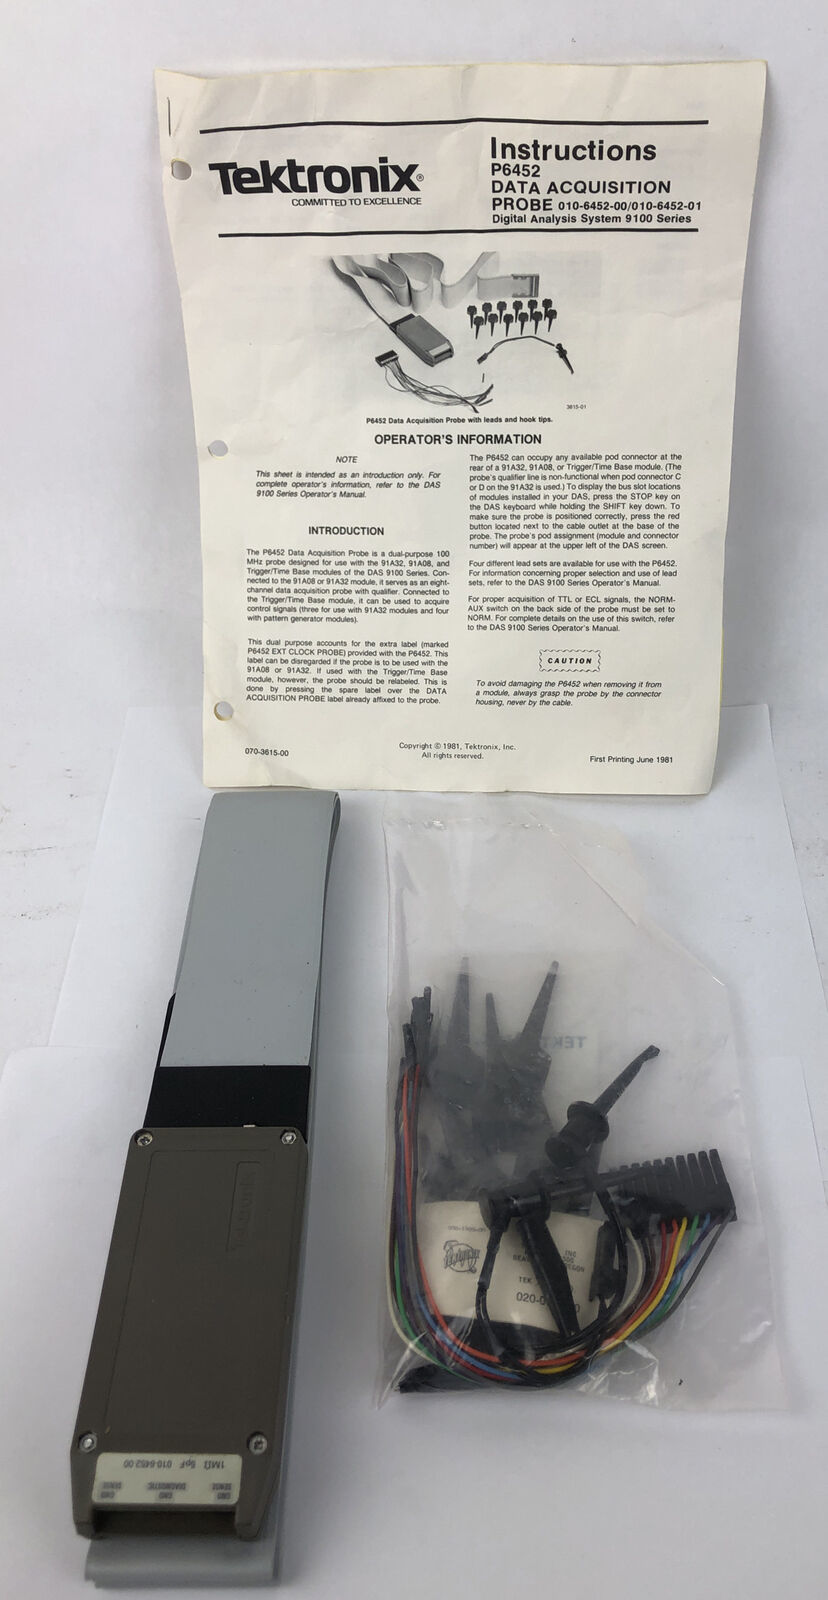 Tektronix®
COMMITTED TO EXCELLENCE
Instructions
P6452
DATA ACQUISITION
PROBE 010-6452-00/010-6452-01
Digital Analysis System 9100 Series
3615-01
P6452 Data Acquisition Probe with leads and hook tips.
OPERATOR'S INFORMATION
NOTE
This sheet is intended as an introduction only. For
complete operator's information, refer to the DAS
9100 Series Operator's Manual.
INTRODUCTION
The P6452 Data Acquisition Probe is a dual-purpose 100
MHz probe designed for use with the 91A32, 91A08, and
Trigger/Time Base modules of the DAS 9100 Series. Con-
nected to the 91A08 or 91A32 module, it serves as an eight-
channel data acquisition probe with qualifier. Connected to
the Trigger/Time Base module, it can be used to acquire
control signals (three for use with 91A32 modules and four
with pattern generator modules).
This dual purpose accounts for the extra label (marked
P6452 EXT CLOCK PROBE) provided with the P6452. This
label can be disregarded if the probe is to be used with the
91A08 or 91A32. If used with the Trigger/Time Base
module, however, the probe should be relabeled. This is
done by pressing the spare label over the DATA
ACQUISITION PROBE label already affixed to the probe.
The P6452 can occupy any available pod connector at the
rear of a 91A32, 91A08, or Trigger/Time Base module. (The
probe's qualifier line is non-functional when pod connector C
or D on the 91A32 is used.) To display the bus slot locations
of modules installed in your DAS, press the STOP key on
the DAS keyboard while holding the SHIFT key down. To
make sure the probe is positioned correctly, press the red
button located next to the cable outlet at the base of the
probe. The probe's pod assignment (module and connector
number) will appear at the upper left of the DAS screen.
Four different lead sets are available for use with the P6452.
For information concerning proper selection and use of lead
sets, refer to the DAS 9100 Series Operator's Manual.
For proper acquisition of TTL or ECL signals, the NORM-
AUX switch on the back side of the probe must be set to
NORM. For complete details on the use of this switch, refer
to the DAS 9100 Series Operator's Manual.
CAUTION
To avoid damaging the P6452 when removing it from
a module, always grasp the probe by the connector
housing, never by the cable.
070-3615-00
Copyright © 1981, Tektronix, Inc.
All rights reserved.
First Printing June 1981
Tektronix
1MΩ 5pF 010-6452-00
GND SENSE
GND DIAGNOSTIC
GND SENSE
TEKT
INC
TEK
020-0